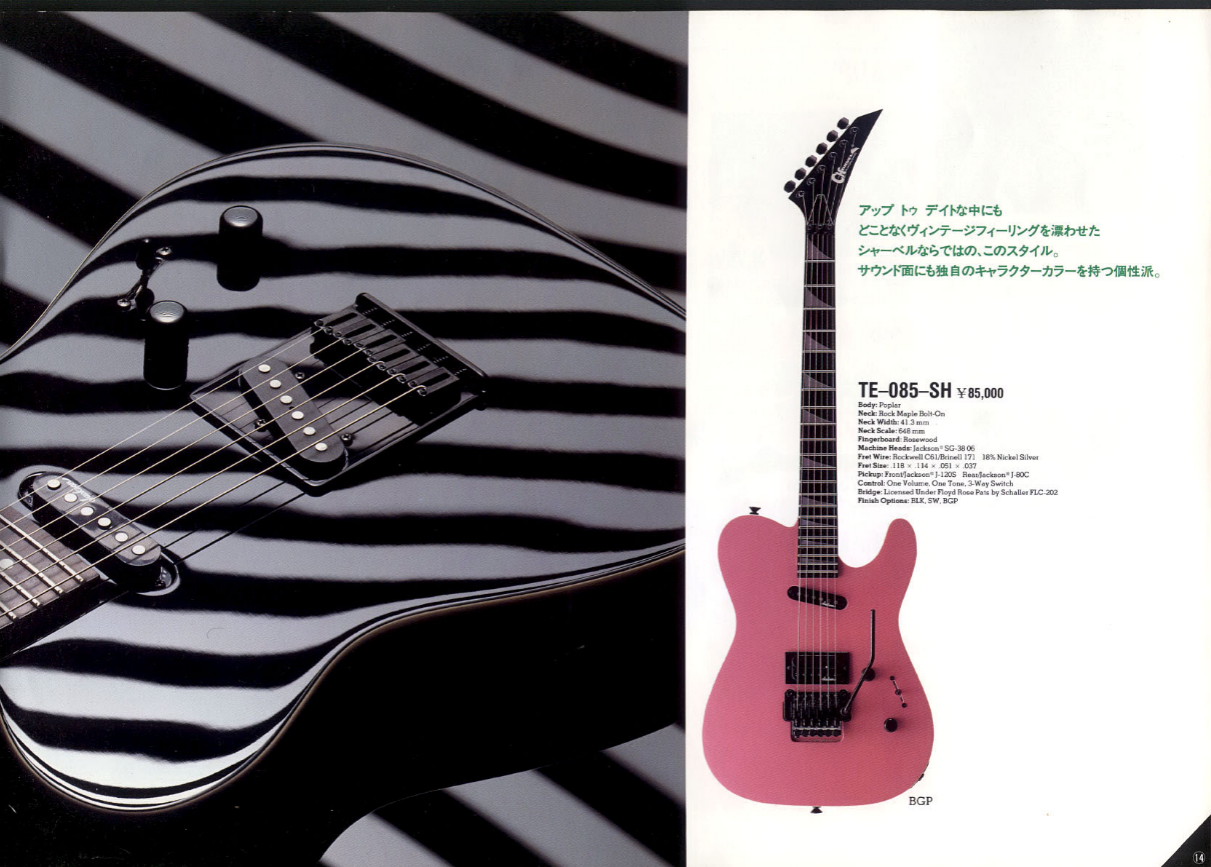 アップ トゥ デイトな中にも
どことなくヴィンテージフィーリングを漂わせた
シャーベルならではの、このスタイル。
サウンド面にも独自のキャラクターカラーを持つ個性派。
TE–085–SH ￥85,000
Body: Poplar
Neck: Rock Maple Bolt-On
Neck Width: 41.3 mm
Neck Scale: 648 mm
Fingerboard: Rosewood
Machine Heads: Jackson® SG-38 06
Fret Wire: Rockwell C61/Brinell 171 18% Nickel Silver
Fret Size: .118 × .114 × .051 × .037
Pickup: Front/Jackson® J-120S Rear/Jackson® J-80C
Control: One Volume, One Tone, 3-Way Switch
Bridge: Licensed Under Floyd Rose Pats by Schaller FLC-202
Finish Options: BLK, SW, BGP
BGP
14